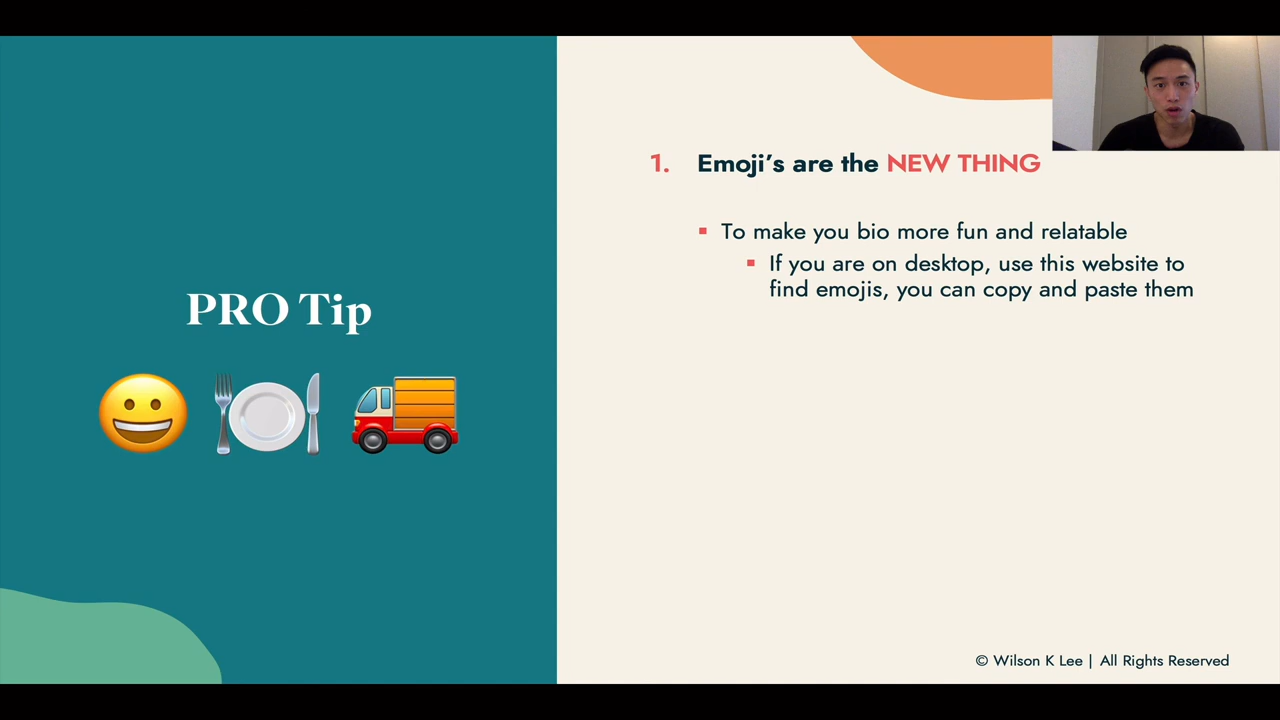 PRO Tip
1. Emoji’s are the NEW THING
▪ To make you bio more fun and relatable
▪ If you are on desktop, use this website to
find emojis, you can copy and paste them
© Wilson K Lee | All Rights Reserved